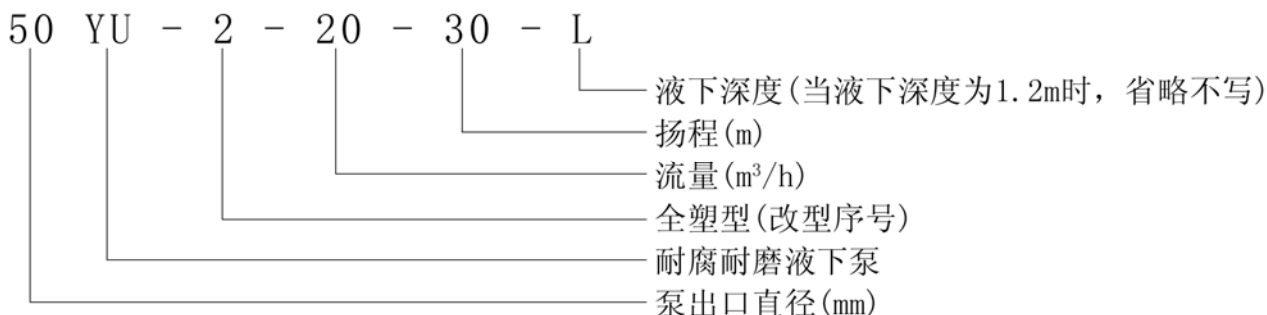 50 YU - 2 - 20 - 30 - L
液下深度(当液下深度为1.2m时，省略不写)
扬程(m)
流量(m³/h)
全塑型(改型序号)
耐腐耐磨液下泵
泵出口直径(mm)